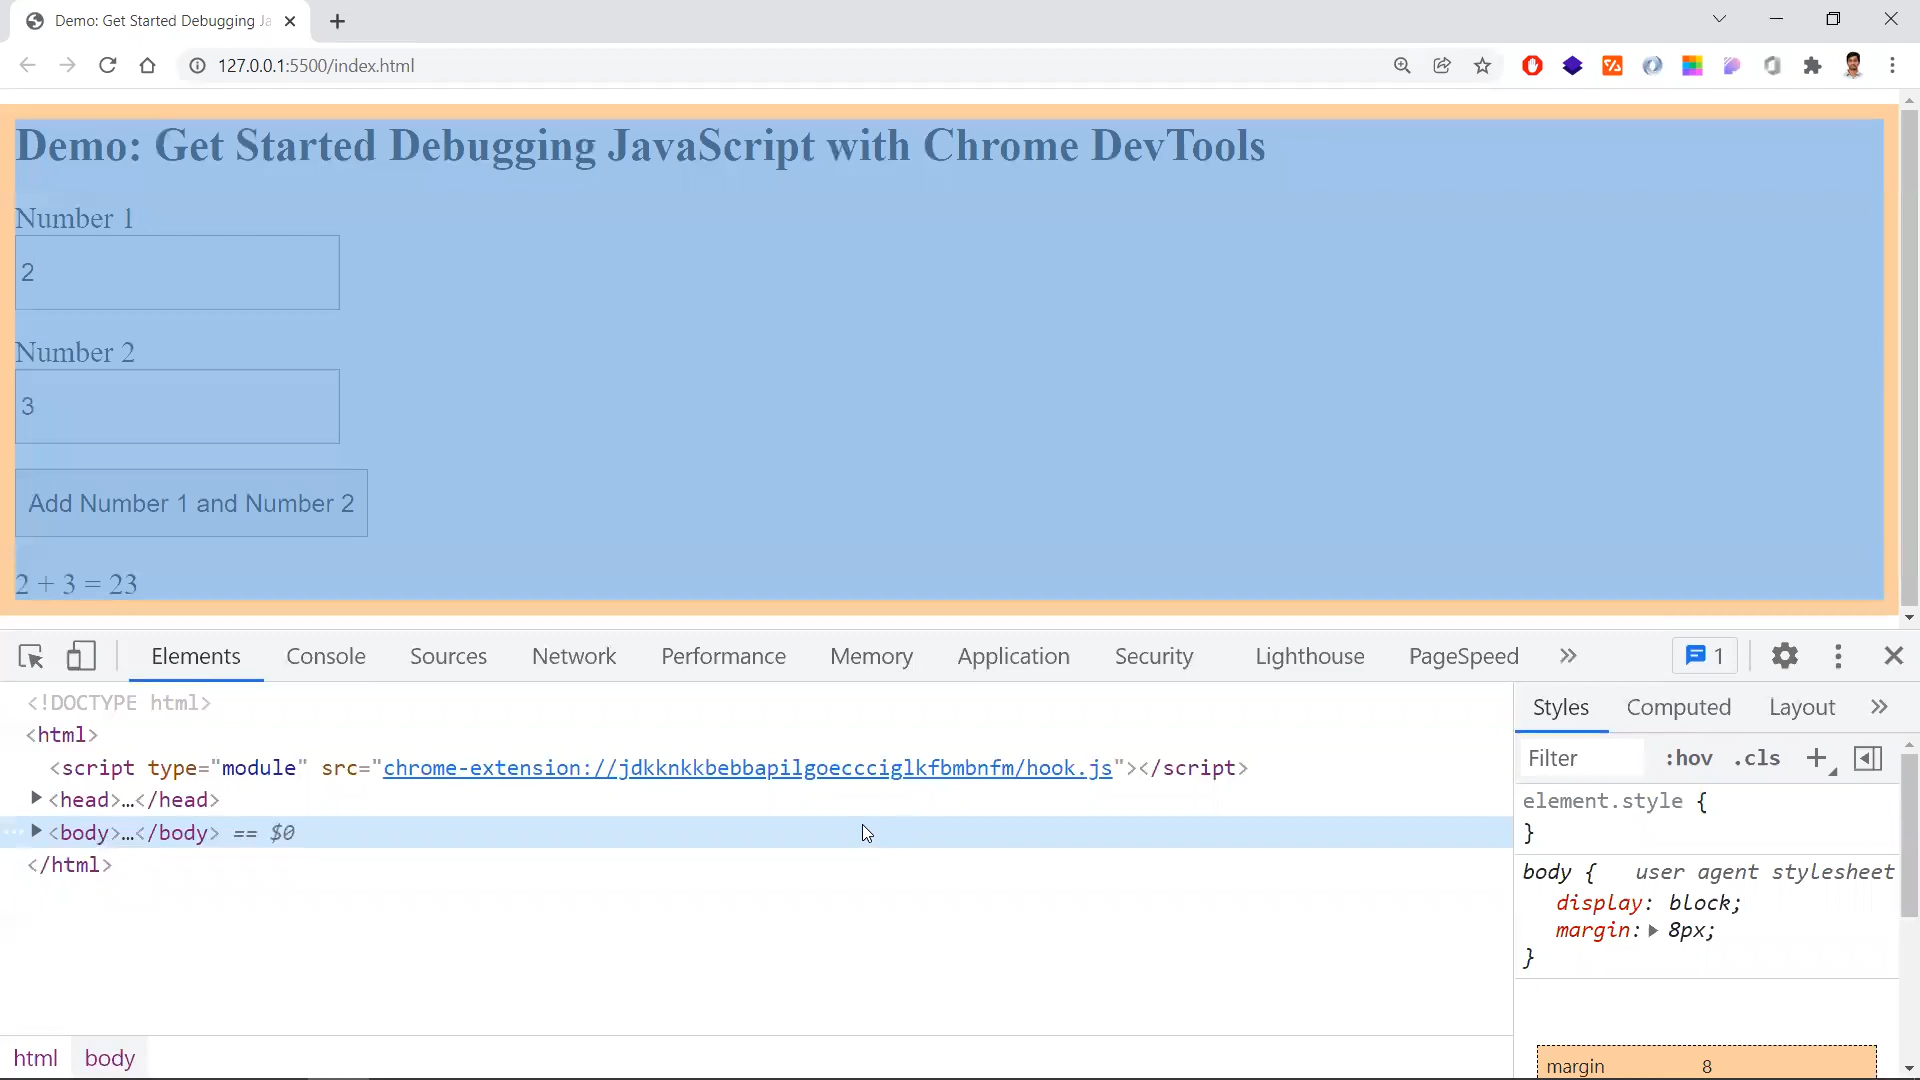 Demo: Get Started Debugging Ja
127.0.0.1:5500/index.html
Demo: Get Started Debugging JavaScript with Chrome DevTools
Number 1
2
Number 2
3
Add Number 1 and Number 2
2 + 3 = 23
Elements Console Sources Network Performance Memory Application Security Lighthouse PageSpeed » 1
<!DOCTYPE html>
<html>
<script type="module" src="chrome-extension://jdkknkkbebbapilgoeccciglkfbmbnfm/hook.js"></script>
<head>…</head>
<body>…</body> == $0
</html>
html body
Styles Computed Layout »
Filter :hov .cls +
element.style {
}
body { user agent stylesheet
display: block;
margin: 8px;
}
margin 8